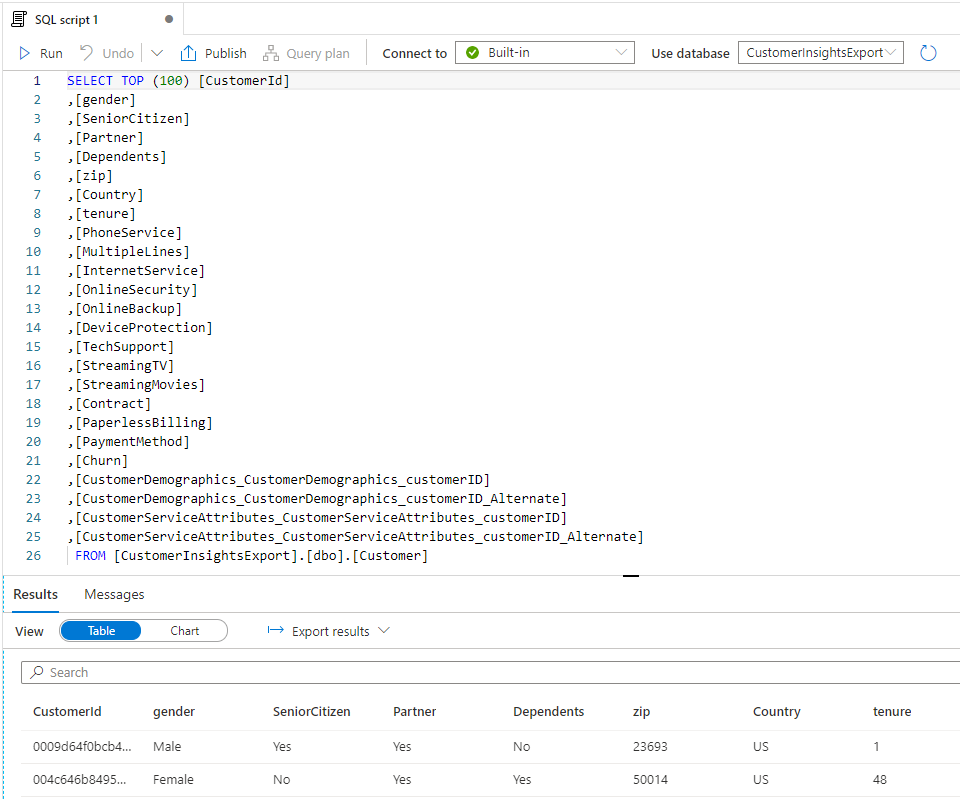 SQL script 1
Run Undo Publish Query plan Connect to Built-in Use database CustomerInsightsExport
1 SELECT TOP (100) [CustomerId]
2 ,[gender]
3 ,[SeniorCitizen]
4 ,[Partner]
5 ,[Dependents]
6 ,[zip]
7 ,[Country]
8 ,[tenure]
9 ,[PhoneService]
10 ,[MultipleLines]
11 ,[InternetService]
12 ,[OnlineSecurity]
13 ,[OnlineBackup]
14 ,[DeviceProtection]
15 ,[TechSupport]
16 ,[StreamingTV]
17 ,[StreamingMovies]
18 ,[Contract]
19 ,[PaperlessBilling]
20 ,[PaymentMethod]
21 ,[Churn]
22 ,[CustomerDemographics_CustomerDemographics_customerID]
23 ,[CustomerDemographics_CustomerDemographics_customerID_Alternate]
24 ,[CustomerServiceAttributes_CustomerServiceAttributes_customerID]
25 ,[CustomerServiceAttributes_CustomerServiceAttributes_customerID_Alternate]
26 FROM [CustomerInsightsExport].[dbo].[Customer]
Results Messages
View Table Chart Export results
Search
CustomerId gender SeniorCitizen Partner Dependents zip Country tenure
0009d64f0bcb4... Male Yes Yes No 23693 US 1
004c646b8495... Female No Yes Yes 50014 US 48